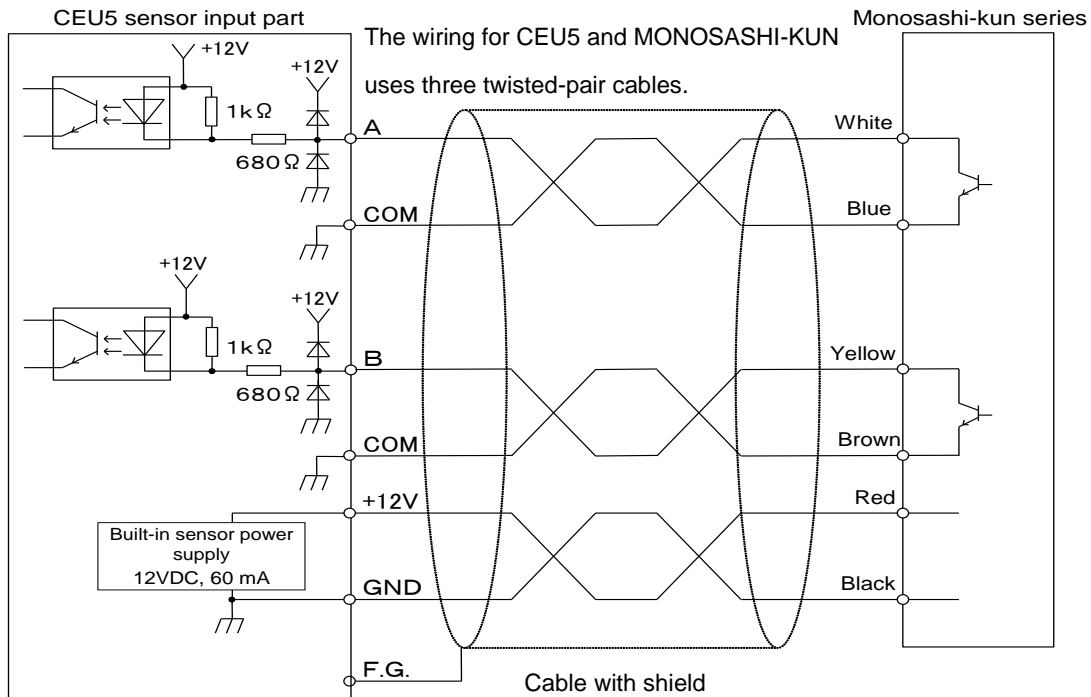 CEU5 sensor input part
Monosashi-kun series
The wiring for CEU5 and MONOSASHI-KUN
uses three twisted-pair cables.
+12V
+12V
1kΩ
680Ω
A
COM
White
Blue
+12V
+12V
1kΩ
680Ω
B
COM
Yellow
Brown
+12V
Red
Built-in sensor power
supply
12VDC, 60 mA
GND
Black
F.G.
Cable with shield